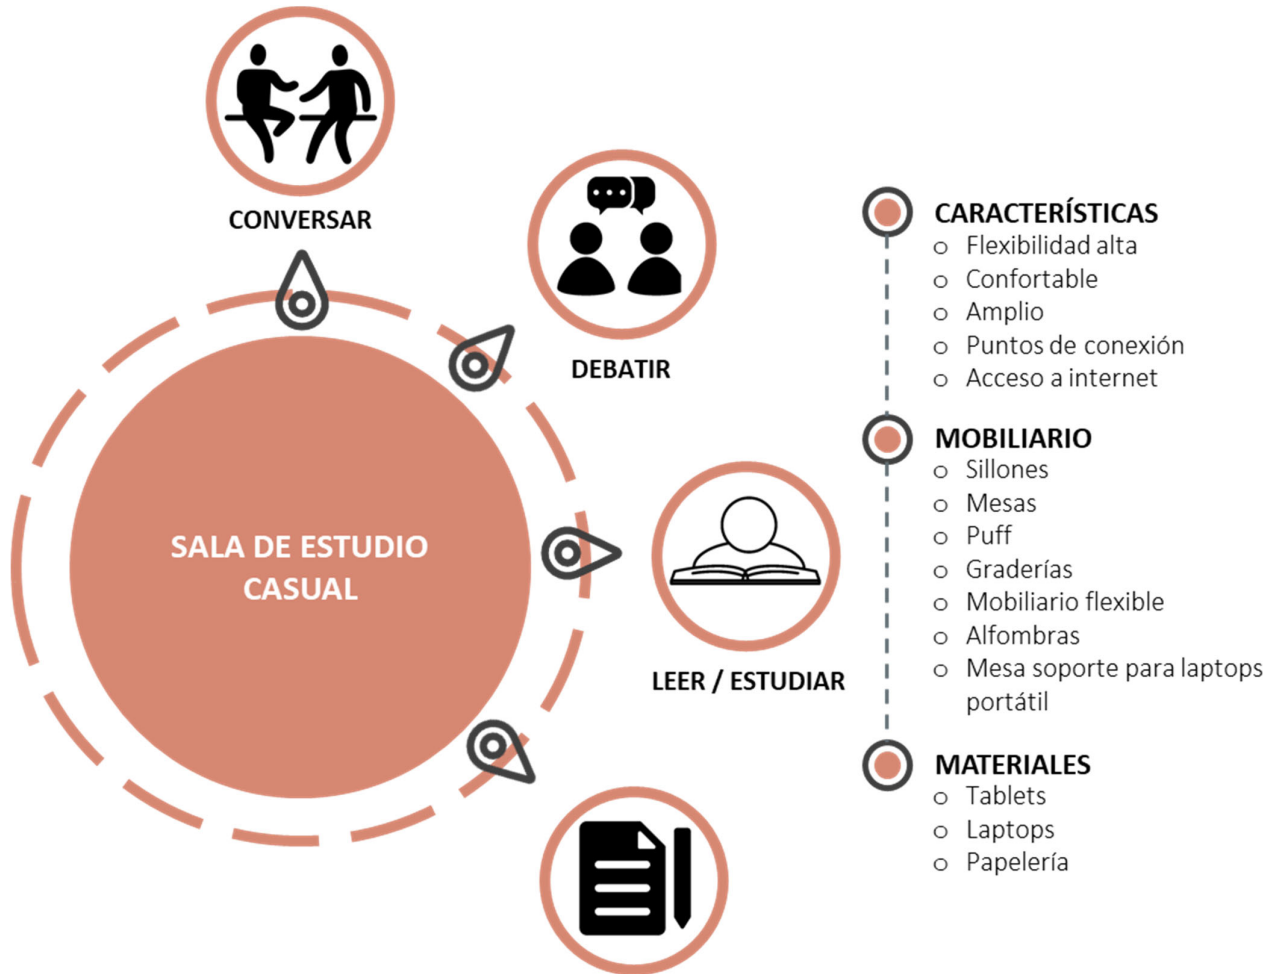 CONVERSAR
DEBATIR
SALA DE ESTUDIO
CASUAL
LEER / ESTUDIAR
CARACTERÍSTICAS
o Flexibilidad alta
o Confortable
o Amplio
o Puntos de conexión
o Acceso a internet
MOBILIARIO
o Sillones
o Mesas
o Puff
o Graderías
o Mobiliario flexible
o Alfombras
o Mesa soporte para laptops
portátil
MATERIALES
o Tablets
o Laptops
o Papelería